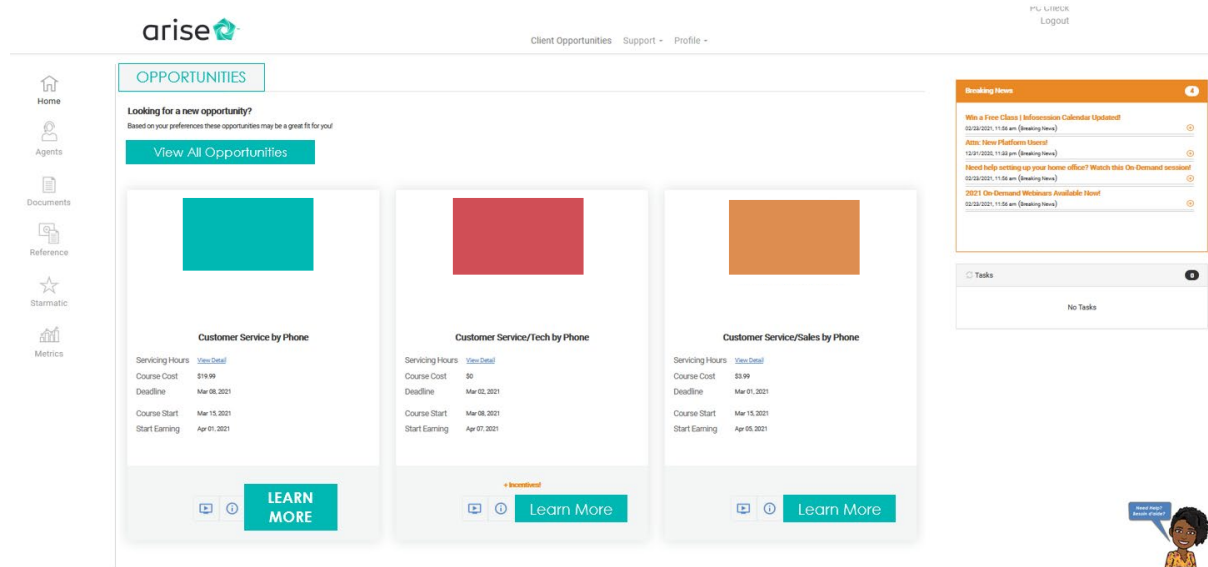 PC Check
Logout
arise
Client Opportunities Support Profile
Home
Agents
Documents
Reference
Starmatic
Metrics
OPPORTUNITIES
Looking for a new opportunity?
Based on your preferences these opportunities may be a great fit for you!
View All Opportunities
Customer Service by Phone
Servicing Hours View Detail
Course Cost $19.99
Deadline Mar 08, 2021
Course Start Mar 15, 2021
Start Earning Apr 01, 2021
LEARN
MORE
Customer Service/Tech by Phone
Servicing Hours View Detail
Course Cost $0
Deadline Mar 02, 2021
Course Start Mar 08, 2021
Start Earning Apr 07, 2021
+ Incentives!
Learn More
Customer Service/Sales by Phone
Servicing Hours View Detail
Course Cost $3.99
Deadline Mar 01, 2021
Course Start Mar 15, 2021
Start Earning Apr 05, 2021
Learn More
Breaking News 4
Win a Free Class | Infosession Calendar Updated!
02/23/2021, 11:56 am (Breaking News)
Attn: New Platform Users!
12/31/2020, 11:33 pm (Breaking News)
Need help setting up your home office? Watch this On-Demand session!
02/23/2021, 11:56 am (Breaking News)
2021 On-Demand Webinars Available Now!
02/23/2021, 11:56 am (Breaking News)
Tasks 0
No Tasks
Need Help?
Besoin d'aide?